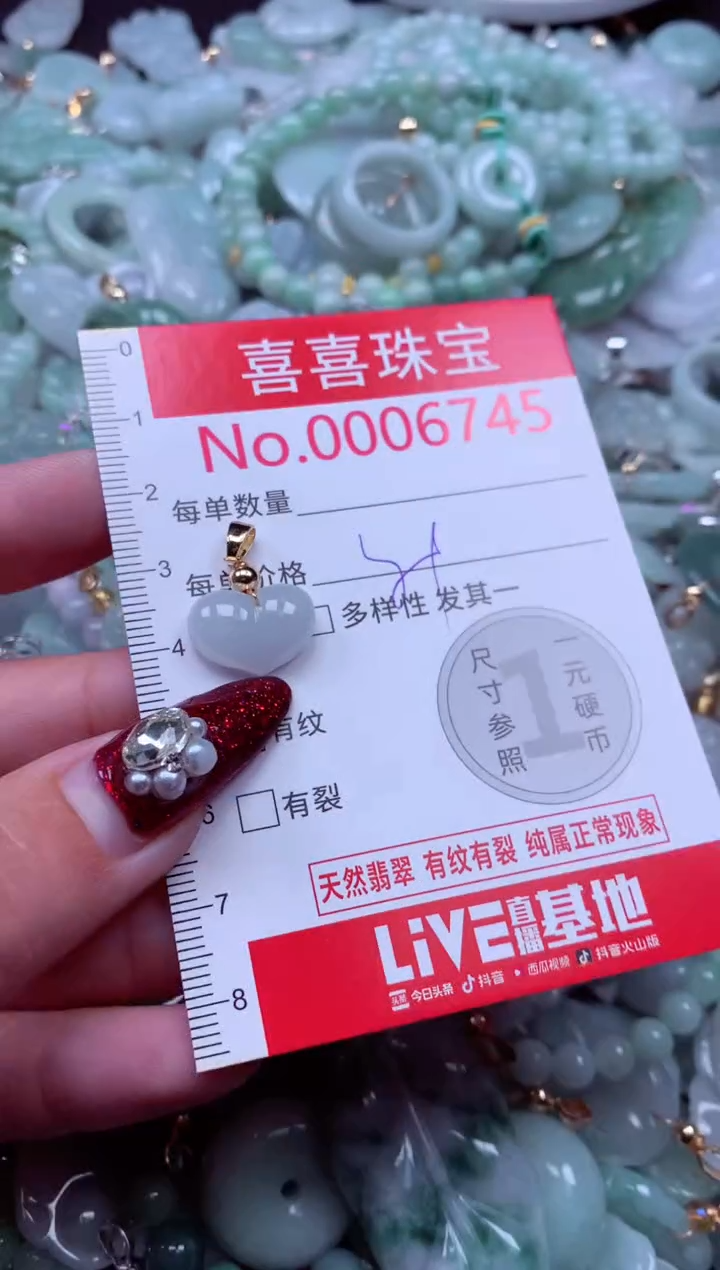 喜喜珠宝
No.0006745
0
1
2
3
4
6
7
8
每单数量
每单价格
多样性 发其一
有纹
有裂
尺寸参照
1
一元硬币
天然翡翠 有纹有裂 纯属正常现象
LiVE直播基地
头条 今日头条 抖音 • 西瓜视频 抖音火山版